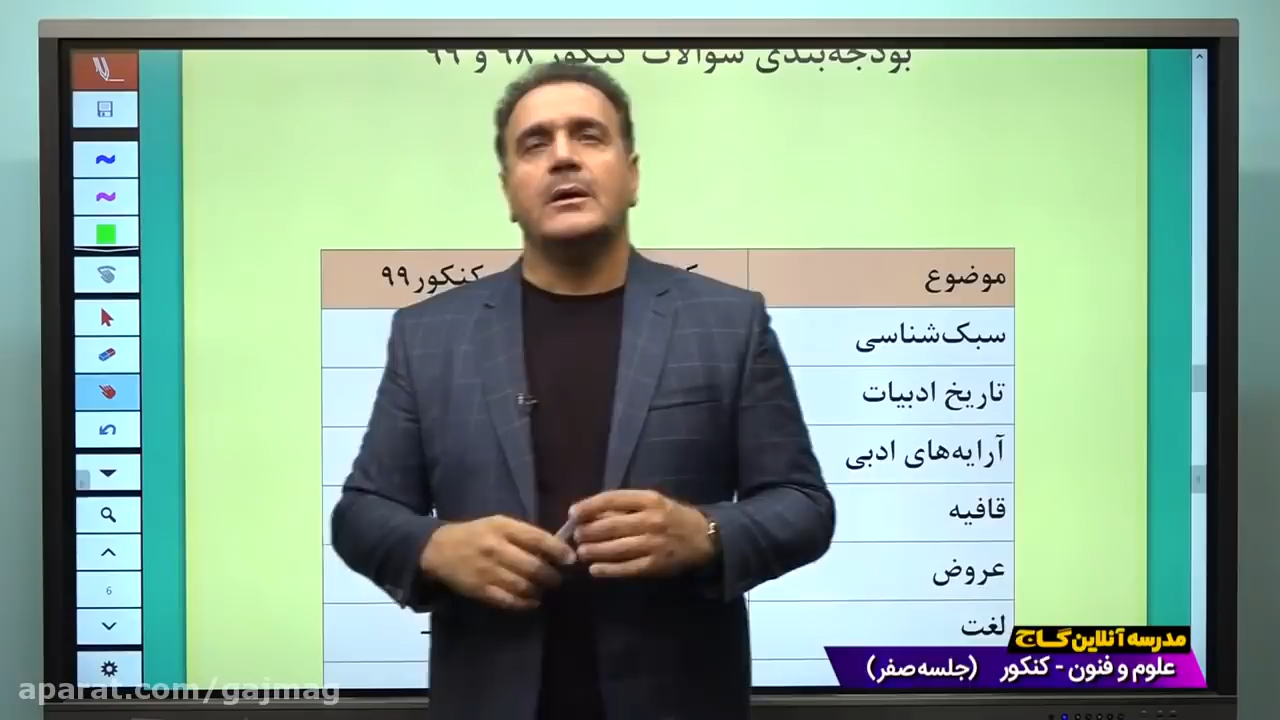 بودجه‌بندی سوالات کنکور ۹۸ و ۹۹
موضوع
کنکور۹۹
سبک‌شناسی
تاریخ ادبیات
آرایه‌های ادبی
قافیه
عروض
لغت
6
مدرسه آنلاین گاج
علوم و فنون - کنکور (جلسه صفر)
aparat.com/gajmag